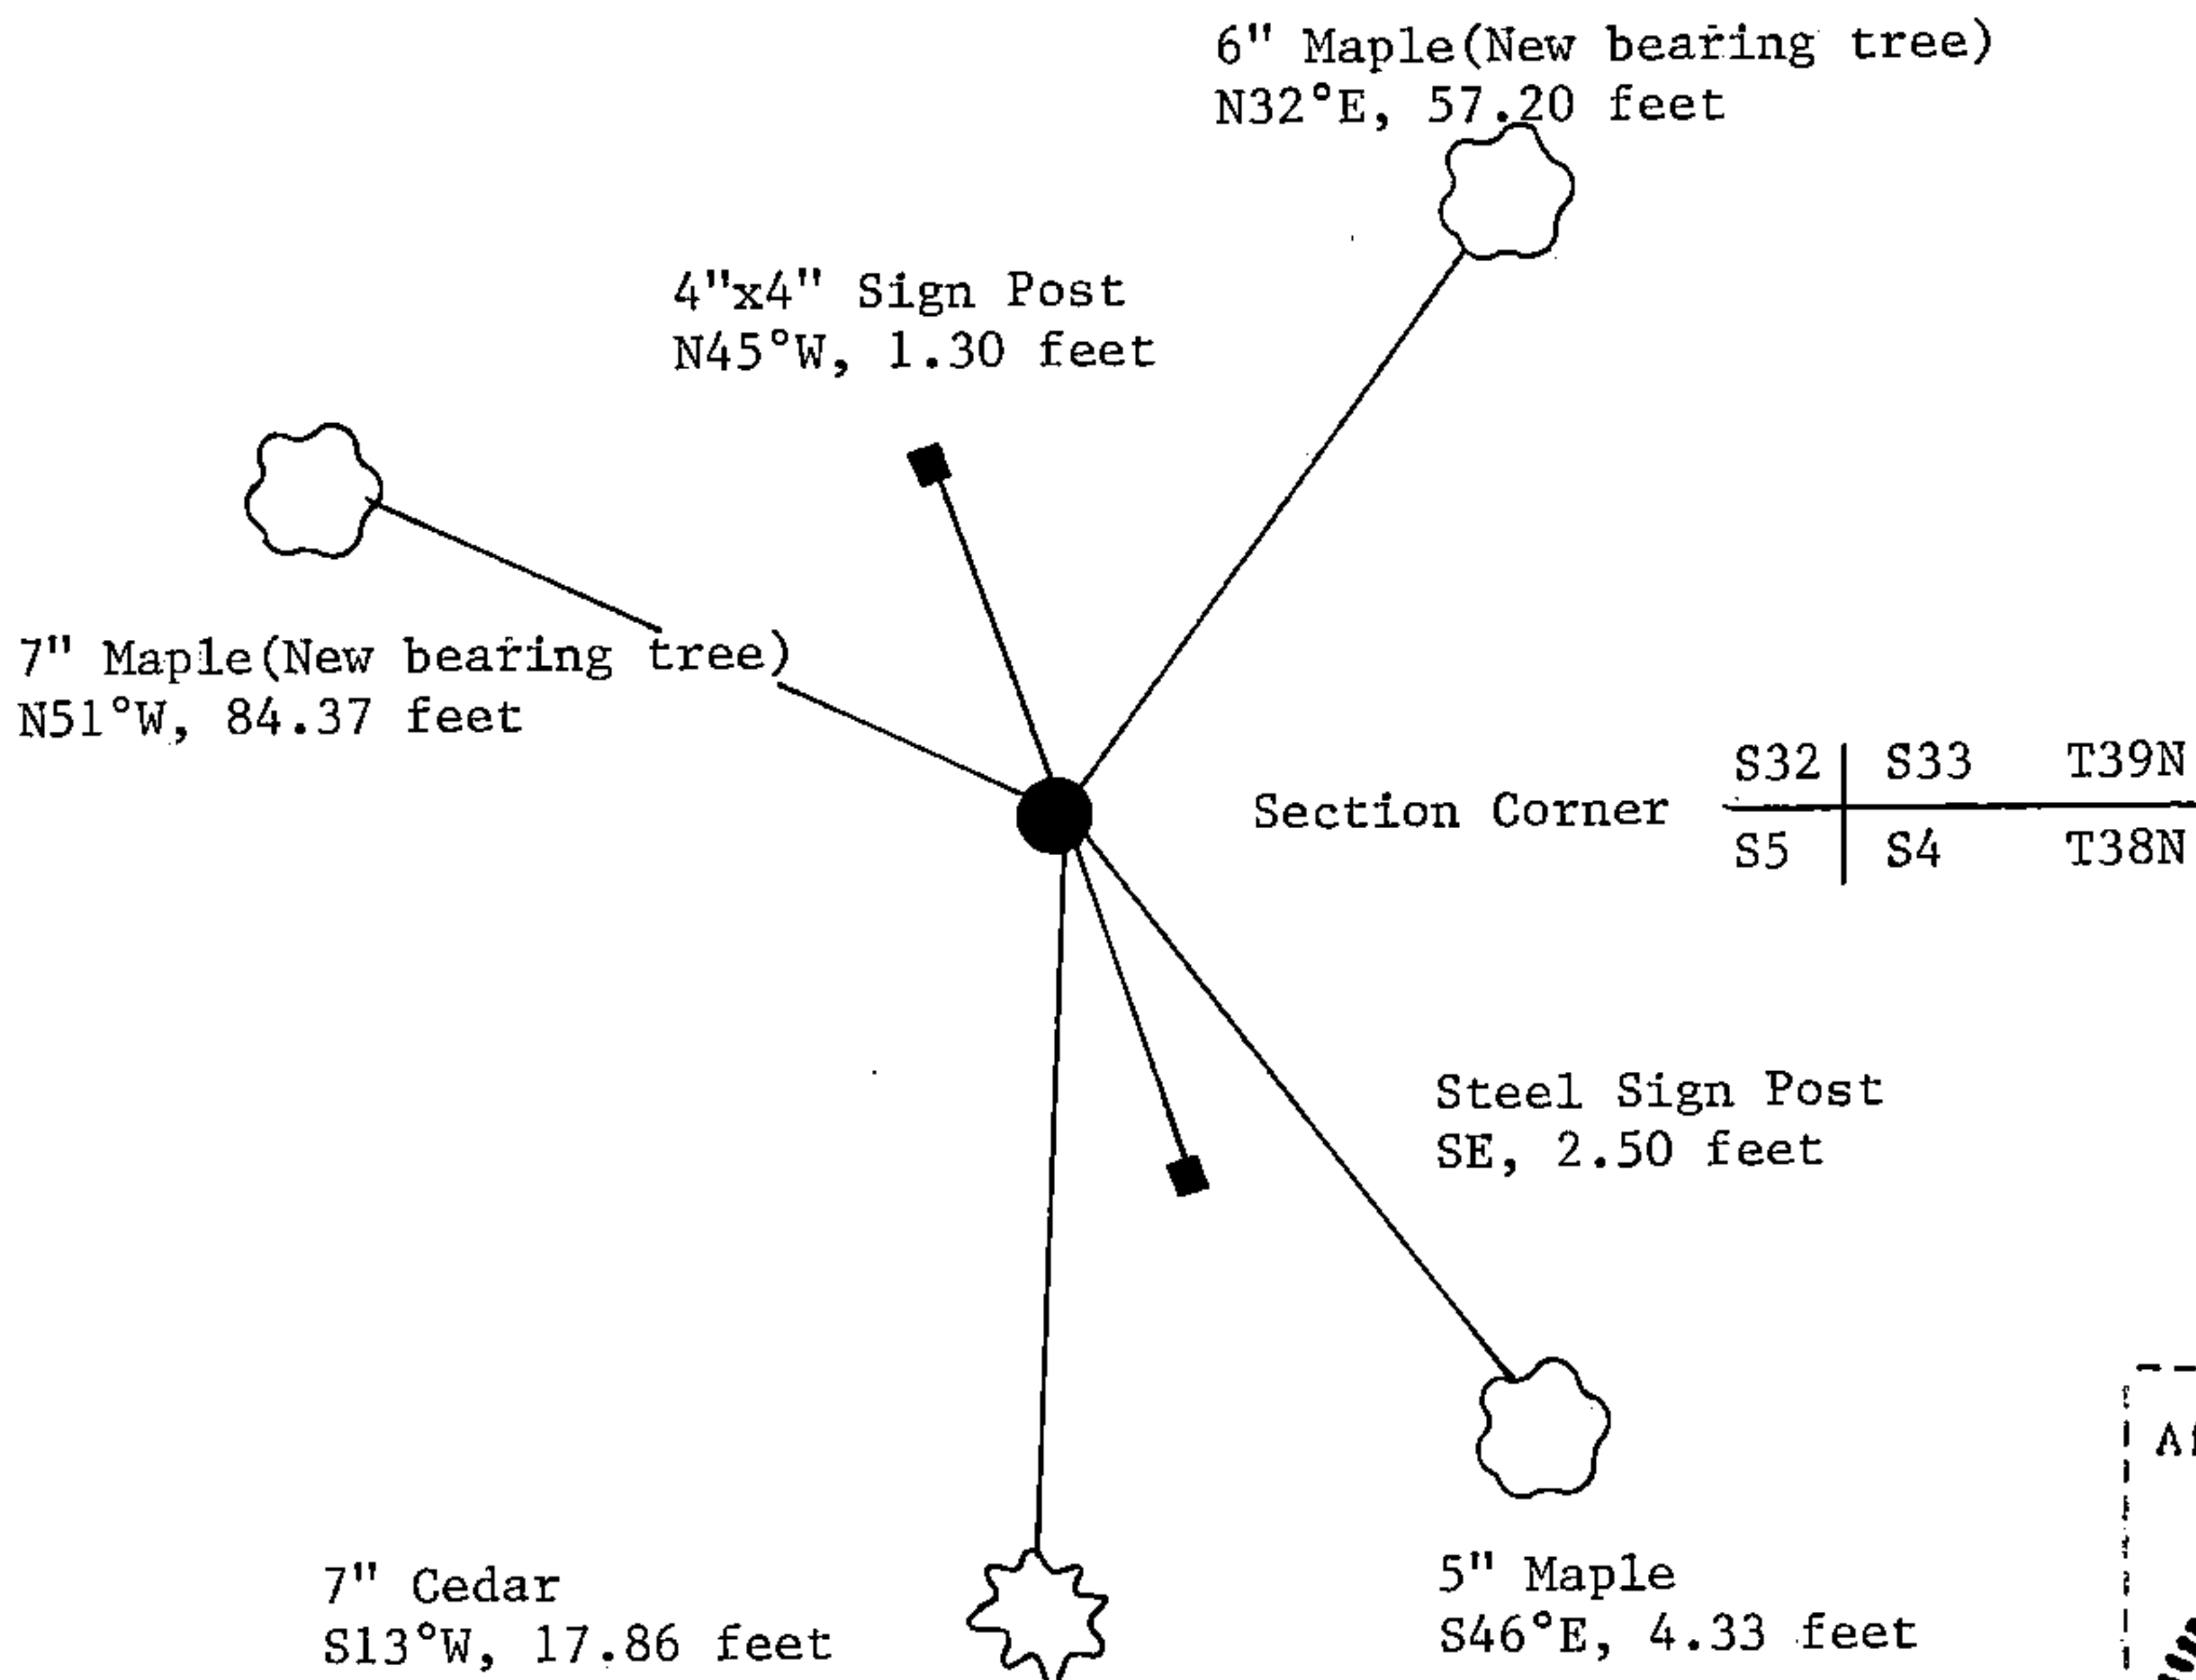 6" Maple(New bearing tree)
N32°E, 57.20 feet
4"x4" Sign Post
N45°W, 1.30 feet
7" Maple(New bearing tree)
N51°W, 84.37 feet
Section Corner
S32 S33 T39N
S5 S4 T38N
Steel Sign Post
SE, 2.50 feet
7" Cedar
S13°W, 17.86 feet
5" Maple
S46°E, 4.33 feet